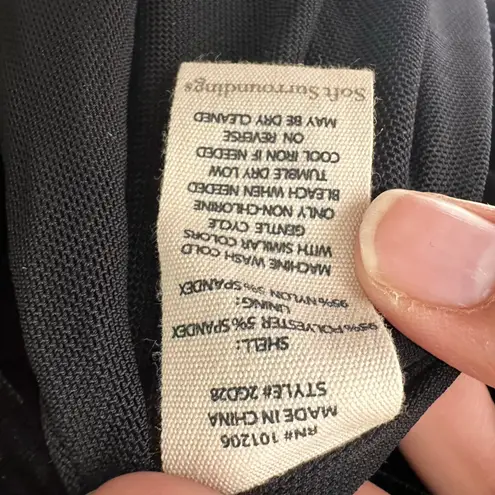 RN# 101206
MADE IN CHINA
STYLE# 2GD28
SHELL:
95% POLYESTER 5% SPANDEX
LINING:
95% NYLON 5% SPANDEX
MACHINE WASH COLD
WITH SIMILAR COLORS
GENTLE CYCLE
ONLY NON-CHLORINE
BLEACH WHEN NEEDED
TUMBLE DRY LOW
COOL IRON IF NEEDED
ON REVERSE
MAY BE DRY CLEANED
Soft Surroundings